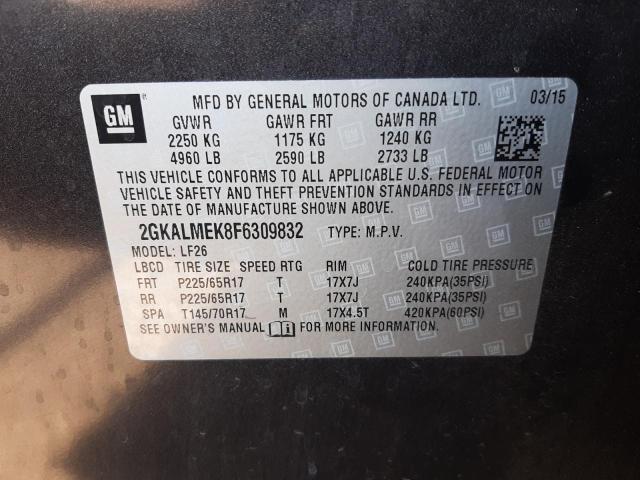 GM
MFD BY GENERAL MOTORS OF CANADA LTD. 03/15
GVWR GAWR FRT GAWR RR
2250 KG 1175 KG 1240 KG
4960 LB 2590 LB 2733 LB
THIS VEHICLE CONFORMS TO ALL APPLICABLE U.S. FEDERAL MOTOR
VEHICLE SAFETY AND THEFT PREVENTION STANDARDS IN EFFECT ON
THE DATE OF MANUFACTURE SHOWN ABOVE.
2GKALMEK8F6309832 TYPE: M.P.V.
MODEL: LF26
LBCD TIRE SIZE SPEED RTG RIM COLD TIRE PRESSURE
FRT P225/65R17 T 17X7J 240KPA(35PSI)
RR P225/65R17 T 17X7J 240KPA(35PSI)
SPA T145/70R17 M 17X4.5T 420KPA(60PSI)
SEE OWNER'S MANUAL FOR MORE INFORMATION.